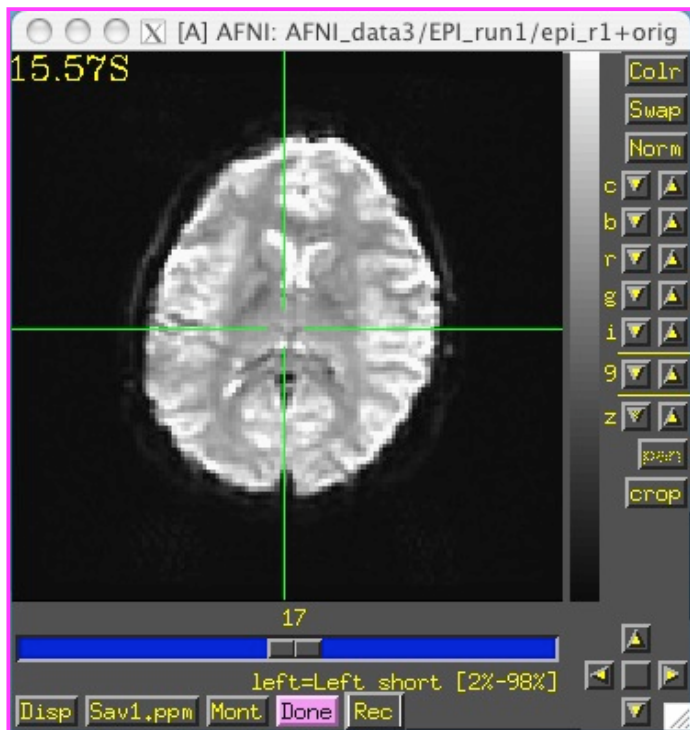 [A] AFNI: AFNI_data3/EPI_run1/epi_r1+orig
15.57S
Colr
Swap
Norm
c
b
r
g
i
9
z
pan
crop
17
left=Left short [2%-98%]
Disp Sav1.ppm Mont Done Rec